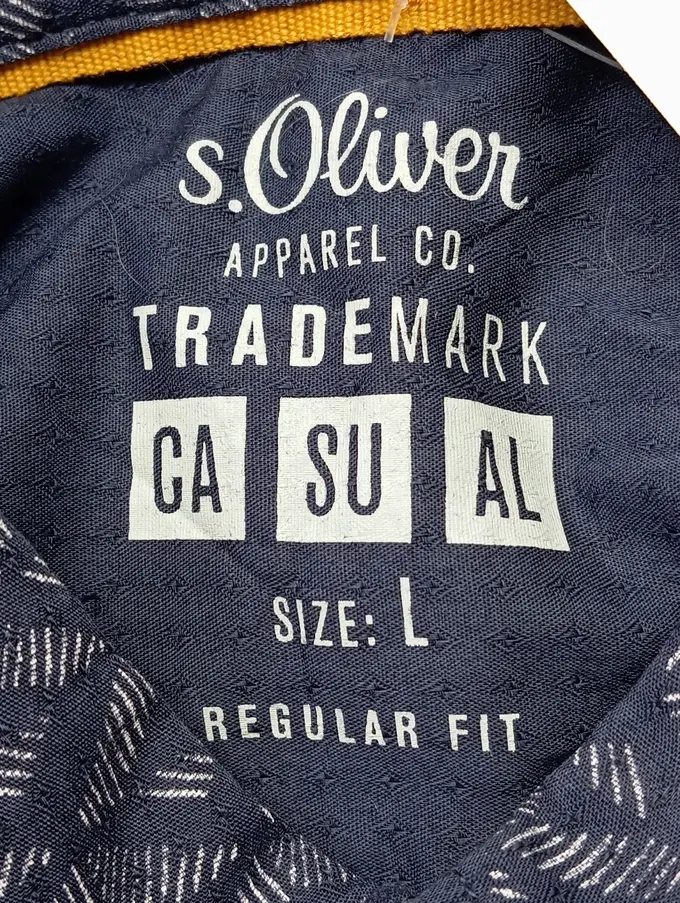 s.Oliver
APPAREL CO.
TRADEMARK
CA SU AL
SIZE: L
REGULAR FIT